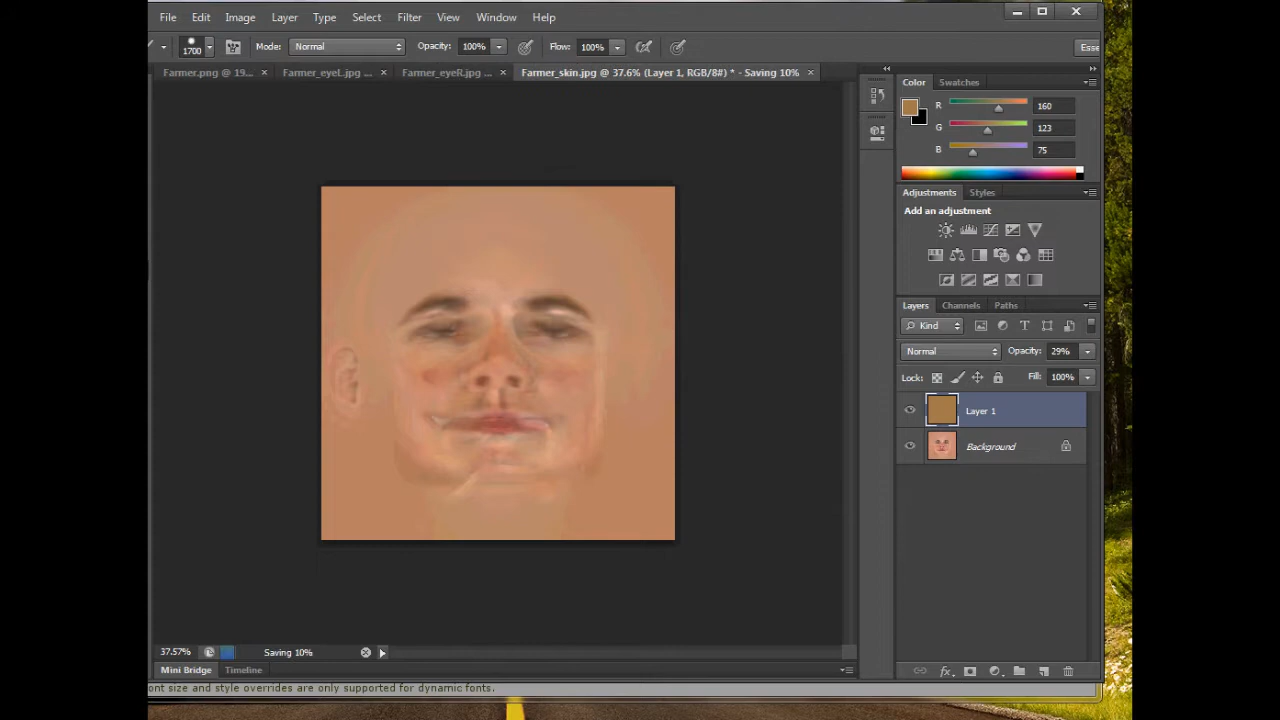 File Edit Image Layer Type Select Filter View Window Help
1700 Mode: Normal Opacity: 100% Flow: 100% Esse
Farmer.png @ 19... × Farmer_eyeL.jpg ... × Farmer_eyeR.jpg ... × Farmer_skin.jpg @ 37.6% (Layer 1, RGB/8#) * - Saving 10% ×
Color Swatches
R 160
G 123
B 75
Adjustments Styles
Add an adjustment
Layers Channels Paths
Kind
Normal Opacity: 29%
Lock: Fill: 100%
Layer 1
Background
37.57% Saving 10%
Mini Bridge Timeline
ont size and style overrides are only supported for dynamic fonts.